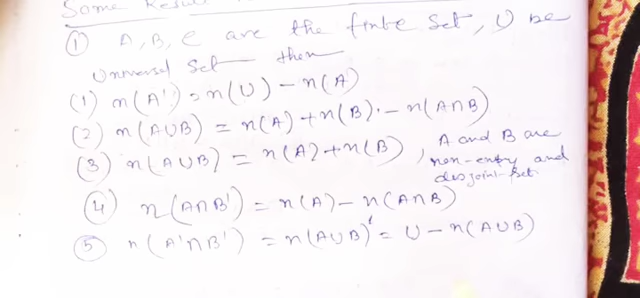 Some Result
① A, B, C are the finite set, U be
Universal Set then
(1) n(A') = n(U) - n(A)
(2) n(A∪B) = n(A) + n(B) - n(A∩B)
(3) n(A∪B) = n(A) + n(B), A and B are
non-empty and
disjoint set.
(4) n(A∩B') = n(A) - n(A∩B)
(5) n(A'∩B') = n(A∪B)' = U - n(A∪B)